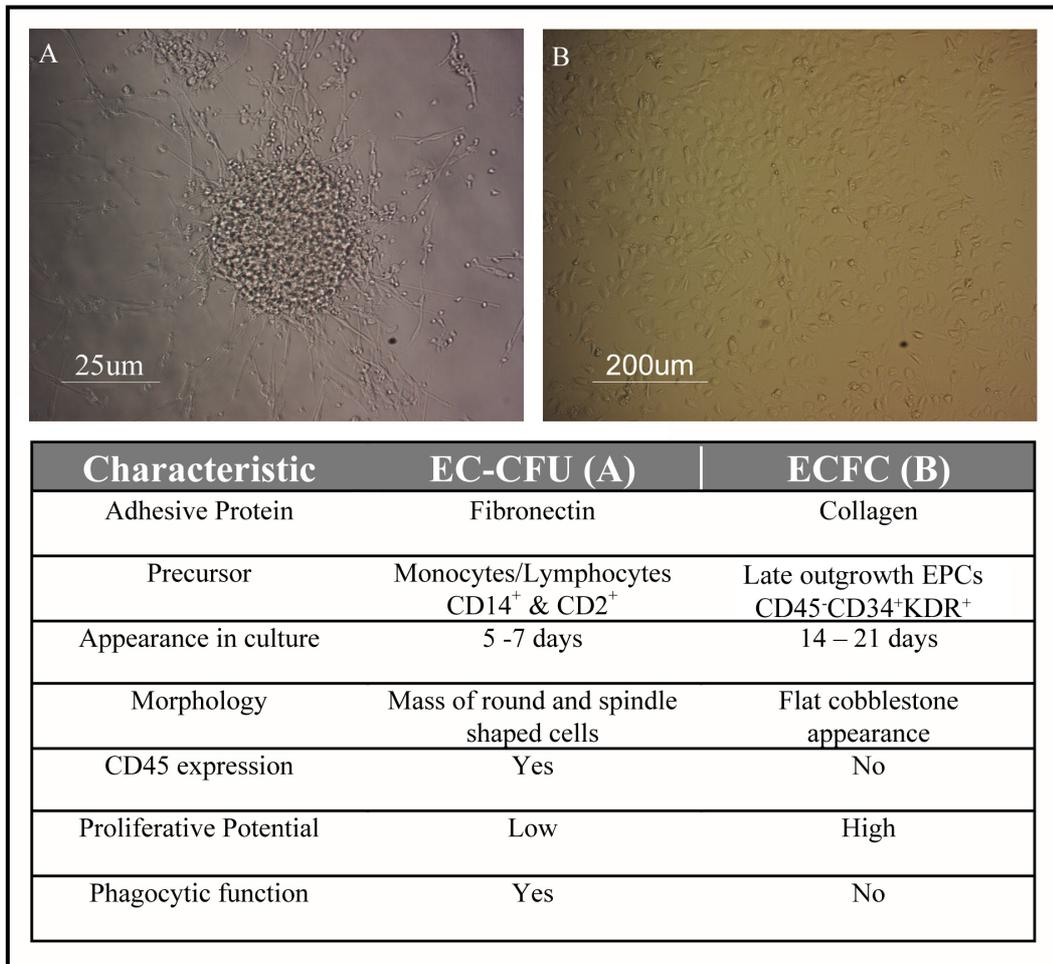 A
B
25um
200um
Characteristic EC-CFU (A) ECFC (B)
Adhesive Protein Fibronectin Collagen
Precursor Monocytes/Lymphocytes Late outgrowth EPCs
CD14⁺ & CD2⁺ CD45⁻CD34⁺KDR⁺
Appearance in culture 5 -7 days 14 – 21 days
Morphology Mass of round and spindle Flat cobblestone
shaped cells appearance
CD45 expression Yes No
Proliferative Potential Low High
Phagocytic function Yes No